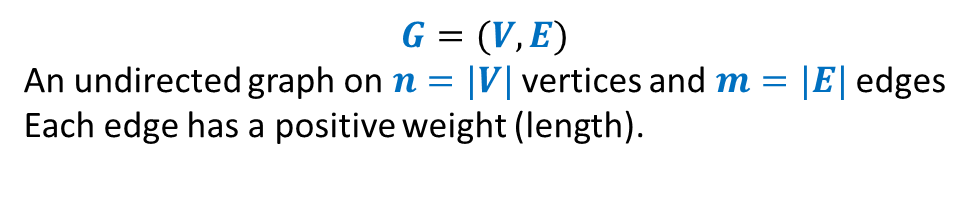 G = (V, E)
An undirected graph on n = |V| vertices and m = |E| edges
Each edge has a positive weight (length).